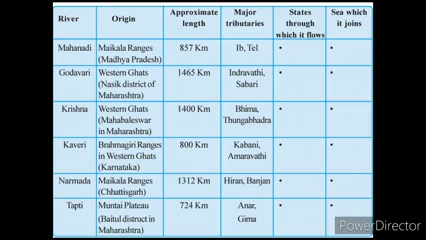 River Origin Approximate length Major tributaries States through which it flows Sea which it joins
Mahanadi Maikala Ranges (Madhya Pradesh) 857 Km Ib, Tel • •
Godavari Western Ghats (Nasik district of Maharashtra) 1465 Km Indravathi, Sabari • •
Krishna Western Ghats (Mahabaleswar in Maharashtra) 1400 Km Bhima, Thungabhadra • •
Kaveri Brahmagiri Ranges in Western Ghats (Karnataka) 800 Km Kabani, Amaravathi • •
Narmada Maikala Ranges (Chhattisgarh) 1312 Km Hiran, Banjan • •
Tapti Muntai Plateau (Baitul distruct in Maharashtra) 724 Km Anar, Girna • •
PowerDirector